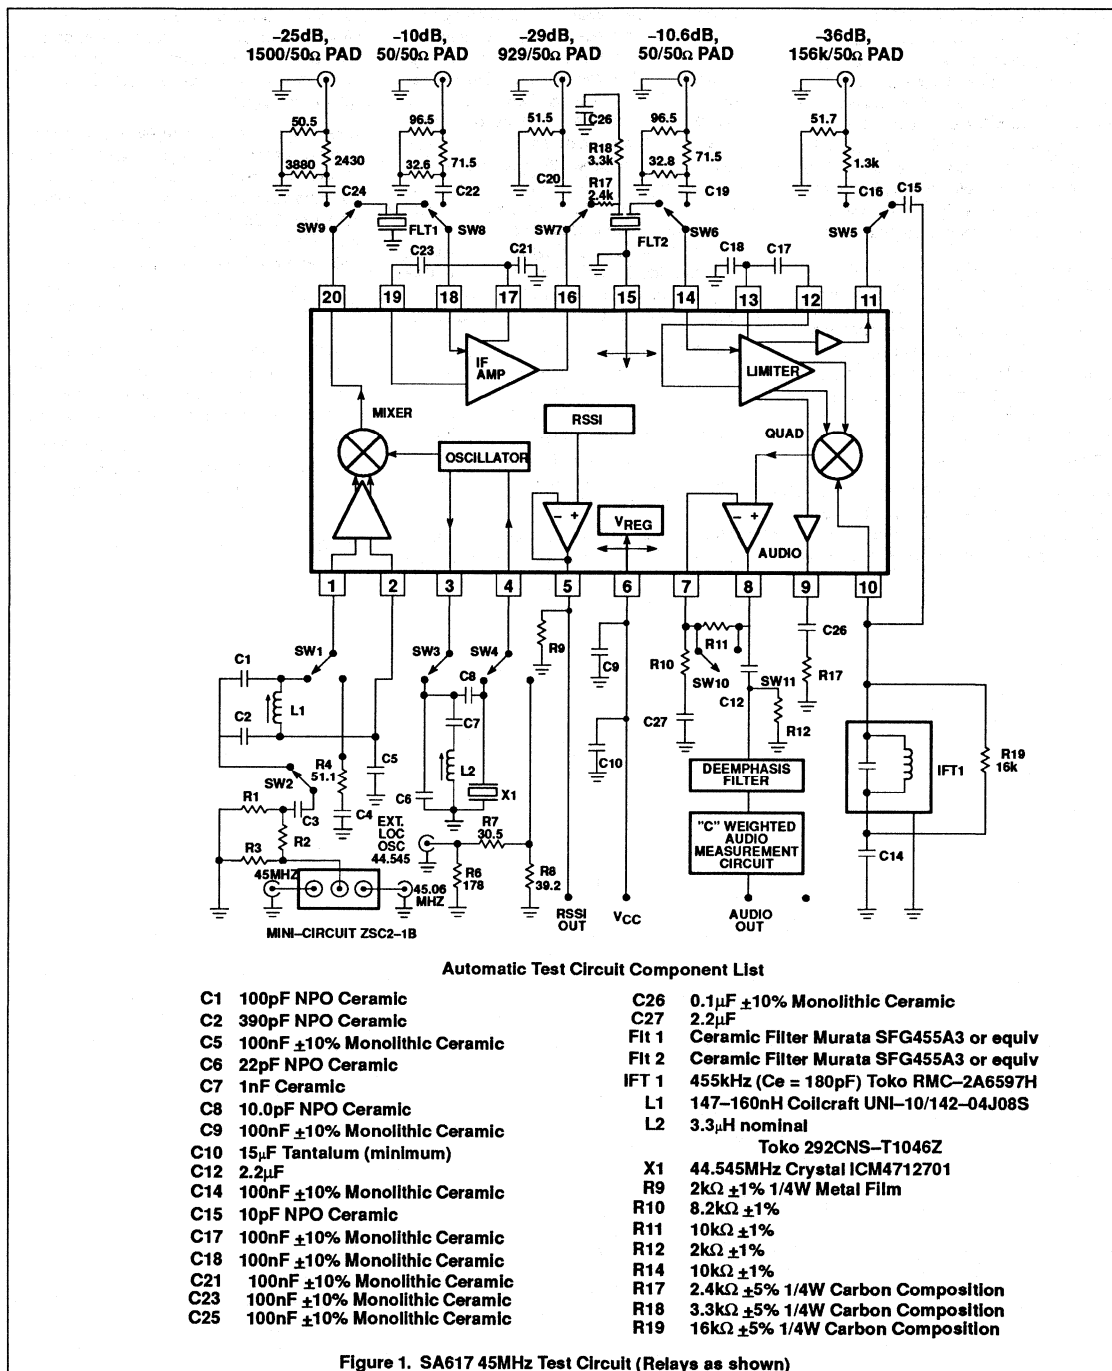 –25dB,
1500/50Ω PAD
–10dB,
50/50Ω PAD
–29dB,
929/50Ω PAD
–10.6dB,
50/50Ω PAD
–36dB,
156k/50Ω PAD
50.5
2430
3880
C24
96.5
71.5
32.6
C22
51.5
C20
C26
R18
3.3k
R17
2.4k
96.5
71.5
32.8
C19
51.7
1.3k
C16
C15
SW9
FLT1
SW8
SW7
FLT2
SW6
SW5
C23
C21
C18
C17
20
19
18
17
16
15
14
13
12
11
IF
AMP
LIMITER
MIXER
RSSI
QUAD
OSCILLATOR
VREG
– +
– +
AUDIO
1
2
3
4
5
6
7
8
9
10
SW1
C1
L1
C2
SW2
R4
51.1
C5
C4
R1
C3
R2
R3
45MHZ
45.06
MHZ
MINI–CIRCUIT ZSC2–1B
SW3
SW4
C8
C7
L2
C6
X1
EXT.
LOC
OSC
44.545
R7
30.5
R6
178
R8
39.2
R9
RSSI
OUT
C9
C10
VCC
R10
R11
SW10
C27
SW11
C12
R12
C26
R17
DEEMPHASIS
FILTER
"C" WEIGHTED
AUDIO
MEASUREMENT
CIRCUIT
AUDIO
OUT
IFT1
R19
16k
C14
Automatic Test Circuit Component List
C1 100pF NPO Ceramic
C2 390pF NPO Ceramic
C5 100nF ±10% Monolithic Ceramic
C6 22pF NPO Ceramic
C7 1nF Ceramic
C8 10.0pF NPO Ceramic
C9 100nF ±10% Monolithic Ceramic
C10 15µF Tantalum (minimum)
C12 2.2µF
C14 100nF ±10% Monolithic Ceramic
C15 10pF NPO Ceramic
C17 100nF ±10% Monolithic Ceramic
C18 100nF ±10% Monolithic Ceramic
C21 100nF ±10% Monolithic Ceramic
C23 100nF ±10% Monolithic Ceramic
C25 100nF ±10% Monolithic Ceramic
C26 0.1µF ±10% Monolithic Ceramic
C27 2.2µF
Flt 1 Ceramic Filter Murata SFG455A3 or equiv
Flt 2 Ceramic Filter Murata SFG455A3 or equiv
IFT 1 455kHz (Ce = 180pF) Toko RMC–2A6597H
L1 147–160nH Coilcraft UNI–10/142–04J08S
L2 3.3µH nominal
Toko 292CNS–T1046Z
X1 44.545MHz Crystal ICM4712701
R9 2kΩ ±1% 1/4W Metal Film
R10 8.2kΩ ±1%
R11 10kΩ ±1%
R12 2kΩ ±1%
R14 10kΩ ±1%
R17 2.4kΩ ±5% 1/4W Carbon Composition
R18 3.3kΩ ±5% 1/4W Carbon Composition
R19 16kΩ ±5% 1/4W Carbon Composition
Figure 1. SA617 45MHz Test Circuit (Relays as shown)